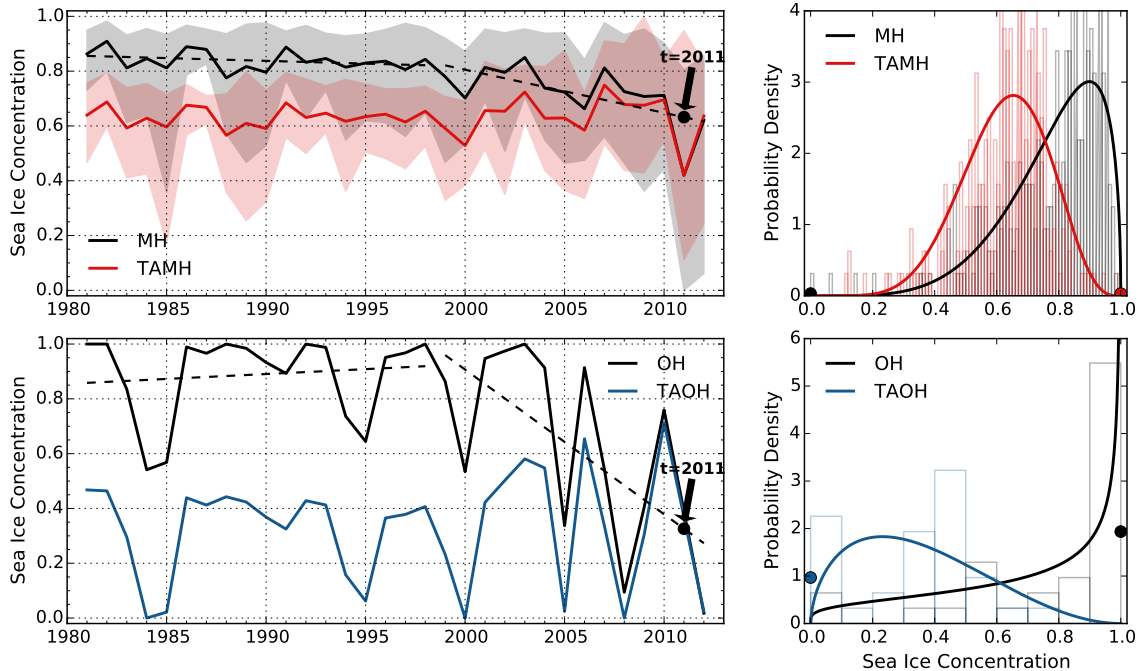 Sea Ice Concentration
1.0
0.8
0.6
0.4
0.2
0.0
t=2011
MH
TAMH
1980 1985 1990 1995 2000 2005 2010
Probability Density
4
3
2
1
0
MH
TAMH
0.0 0.2 0.4 0.6 0.8 1.0
Sea Ice Concentration
1.0
0.8
0.6
0.4
0.2
0.0
OH
TAOH
t=2011
1980 1985 1990 1995 2000 2005 2010
Probability Density
6
5
4
3
2
1
0
OH
TAOH
0.0 0.2 0.4 0.6 0.8 1.0
Sea Ice Concentration